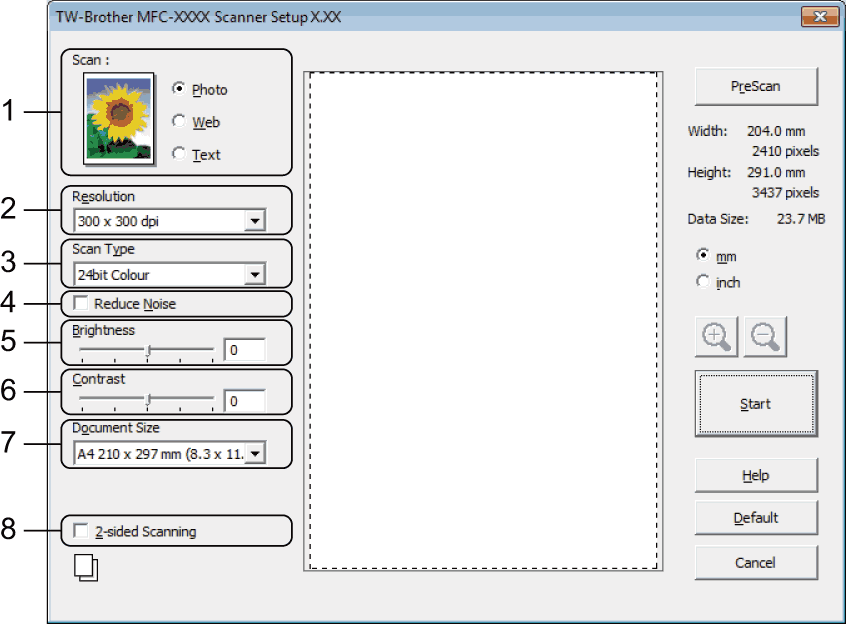 TW-Brother MFC-XXXX Scanner Setup X.XX
1
Scan :
Photo
Web
Text
2
Resolution
300 x 300 dpi
3
Scan Type
24bit Colour
4
Reduce Noise
5
Brightness
0
6
Contrast
0
7
Document Size
A4 210 x 297 mm (8.3 x 11.
8
2-sided Scanning
PreScan
Width: 204.0 mm
2410 pixels
Height: 291.0 mm
3437 pixels
Data Size: 23.7 MB
mm
inch
Start
Help
Default
Cancel